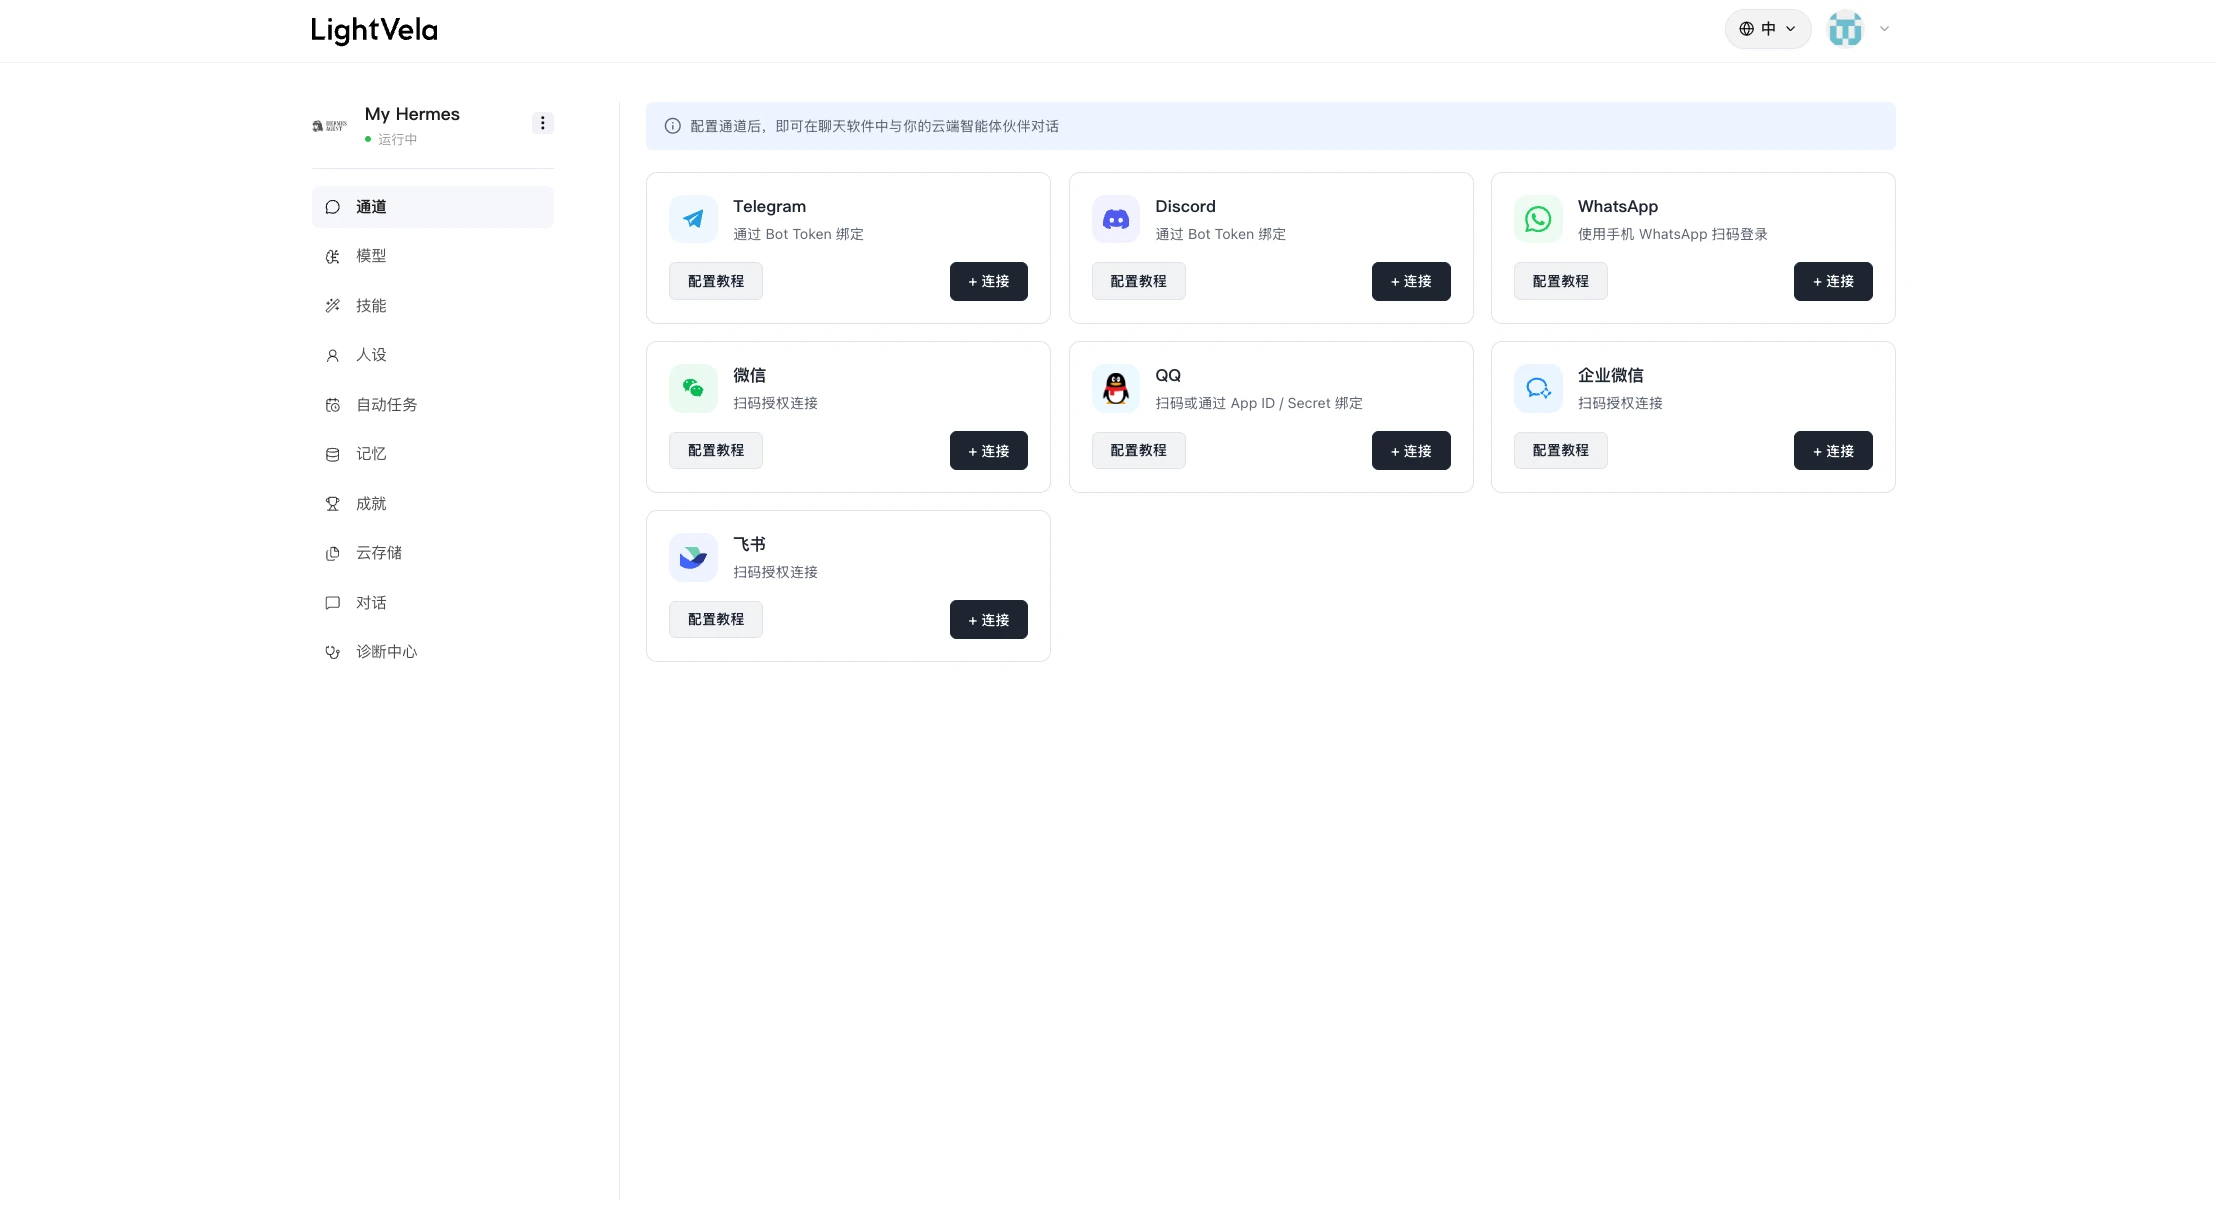 LightVela
中
My Hermes
运行中
HERMES
AGENT
通道
模型
技能
人设
自动任务
记忆
成就
云存储
对话
诊断中心
配置通道后，即可在聊天软件中与你的云端智能体伙伴对话
Telegram
通过 Bot Token 绑定
配置教程
+ 连接
Discord
通过 Bot Token 绑定
配置教程
+ 连接
WhatsApp
使用手机 WhatsApp 扫码登录
配置教程
+ 连接
微信
扫码授权连接
配置教程
+ 连接
QQ
扫码或通过 App ID / Secret 绑定
配置教程
+ 连接
企业微信
扫码授权连接
配置教程
+ 连接
飞书
扫码授权连接
配置教程
+ 连接